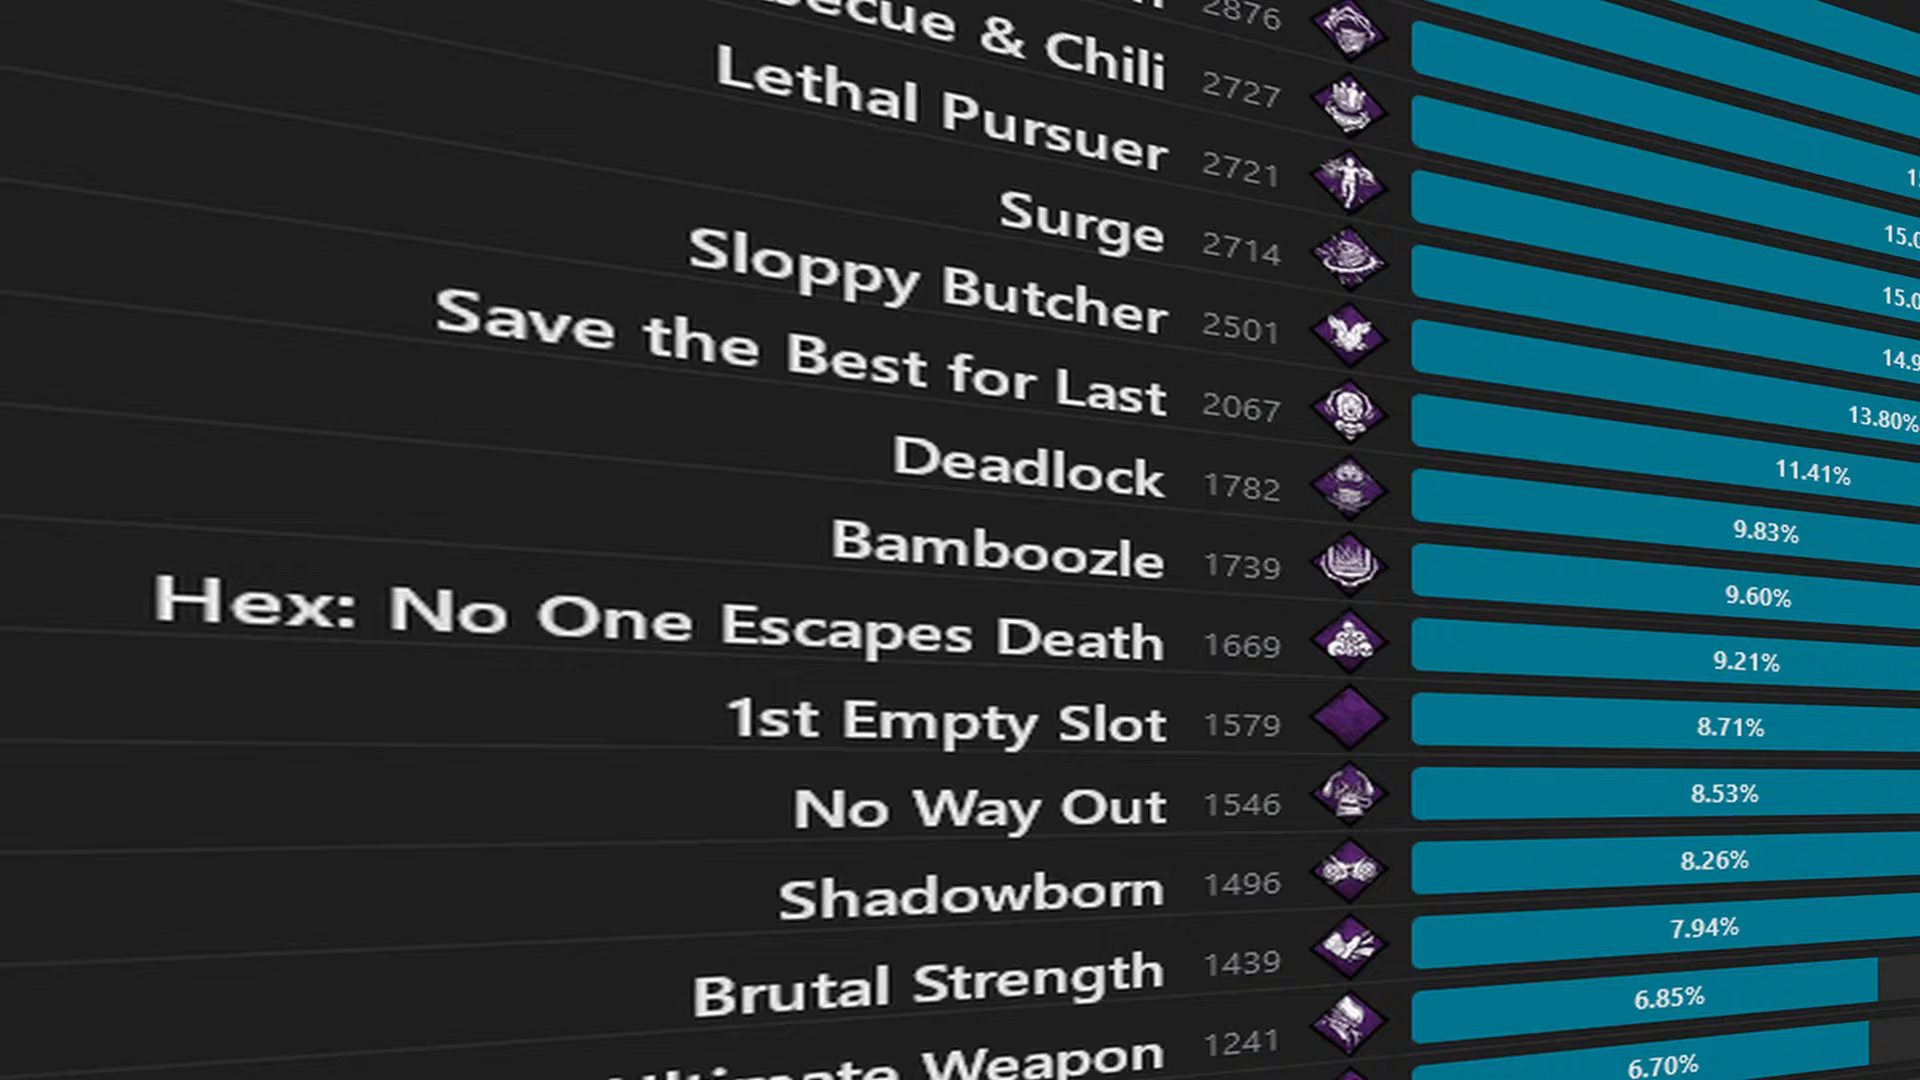 2876
& Chili 2727 15.0
Lethal Pursuer 2721 15.0
Surge 2714 14.9
Sloppy Butcher 2501 13.80%
Save the Best for Last 2067 11.41%
Deadlock 1782 9.83%
Bamboozle 1739 9.60%
Hex: No One Escapes Death 1669 9.21%
1st Empty Slot 1579 8.71%
No Way Out 1546 8.53%
Shadowborn 1496 8.26%
Brutal Strength 1439 7.94%
Weapon 1241 6.85%
6.70%